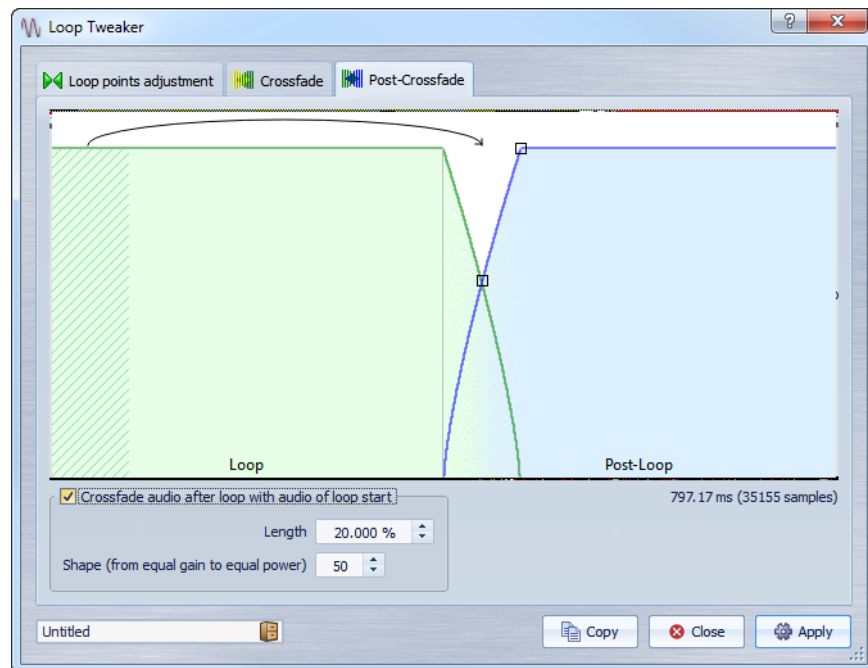 Loop Tweaker
?
Loop points adjustment
Crossfade
Post-Crossfade
Loop
Post-Loop
Crossfade audio after loop with audio of loop start
797.17 ms (35155 samples)
Length
20.000 %
Shape (from equal gain to equal power)
50
Untitled
Copy
Close
Apply